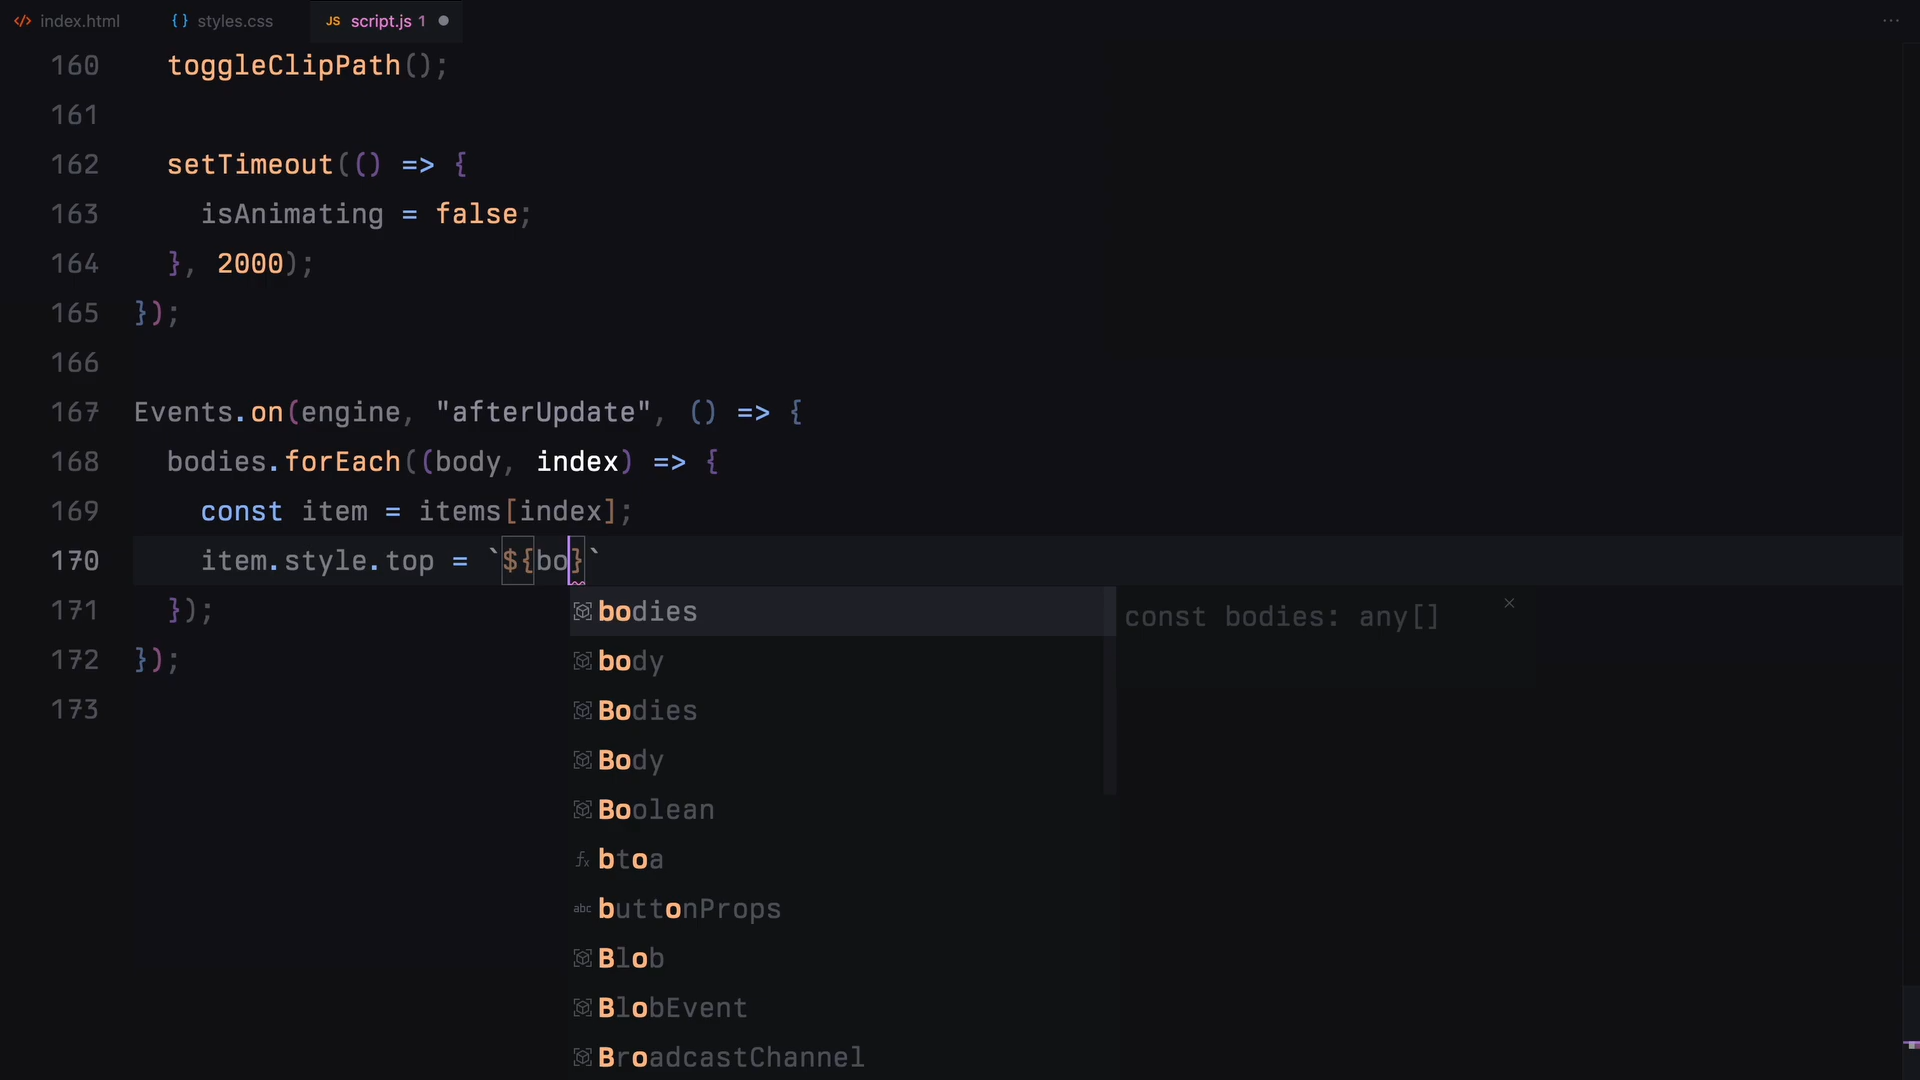 index.html styles.css JS script.js 1
160 toggleClipPath();
161
162 setTimeout(() => {
163 isAnimating = false;
164 }, 2000);
165 });
166
167 Events.on(engine, "afterUpdate", () => {
168 bodies.forEach((body, index) => {
169 const item = items[index];
170 item.style.top = `${bo}`
171 });
172 });
173
bodies const bodies: any[]
body
Bodies
Body
Boolean
btoa
abc buttonProps
Blob
BlobEvent
BroadcastChannel